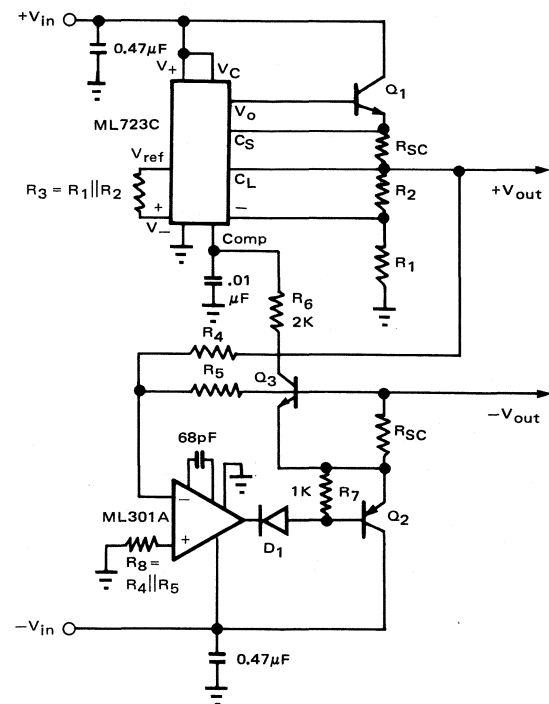 +Vin
0.47μF
V+
VC
Q1
ML723C
VO
CS
RSC
Vref
CL
+Vout
R3 = R1||R2
R2
+
−
V−
Comp
R1
.01
μF
R6
2K
R4
R5
Q3
−Vout
RSC
68pF
1K
R7
−
ML301A
Q2
D1
+
R8 =
R4||R5
−Vin
0.47μF